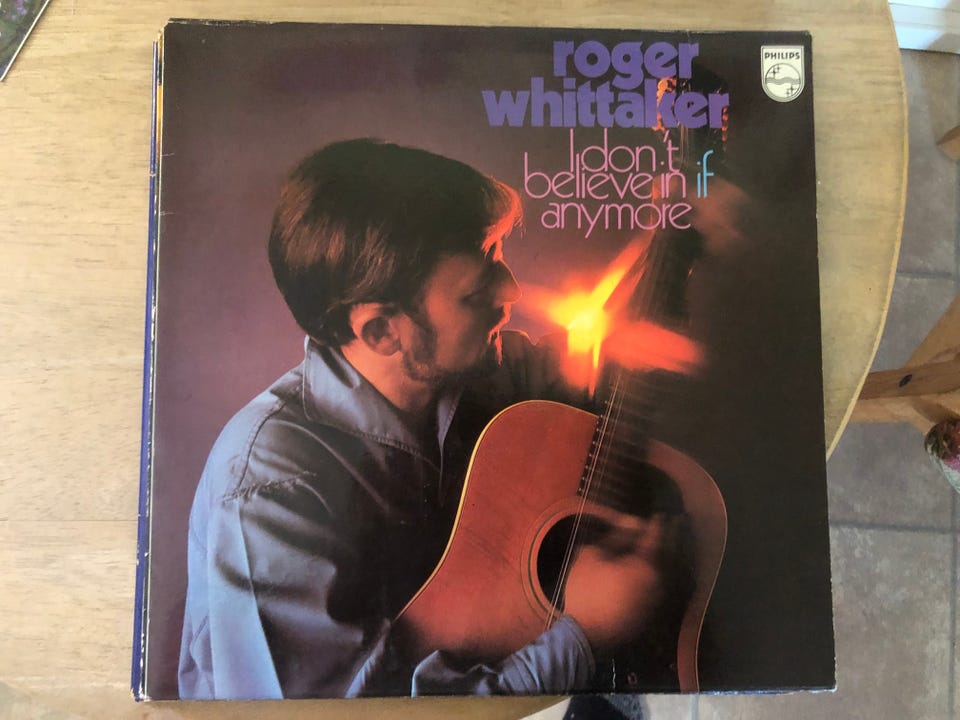 roger
whittaker
PHILIPS
I don't
believe in if
anymore